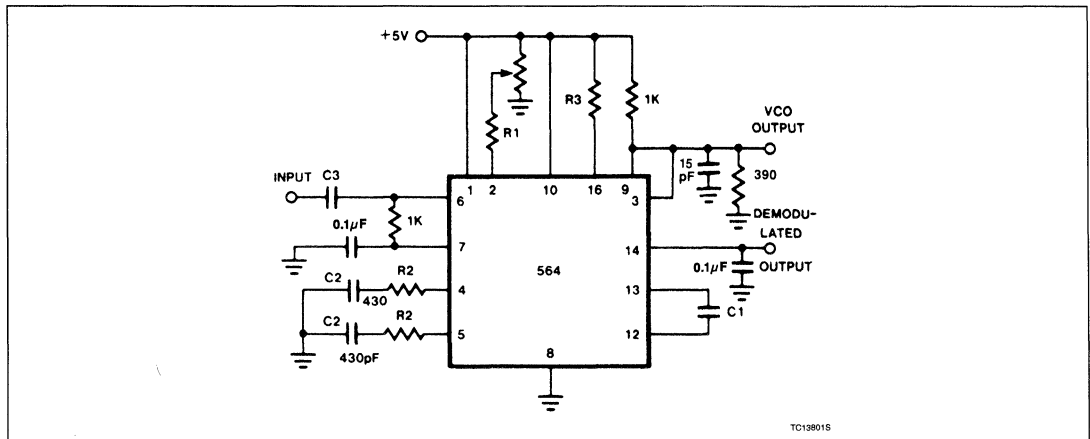 +5V
R3
1K
VCO
OUTPUT
R1
15
pF
390
INPUT
C3
1
2
10
16
9
6
3
1K
DEMODU-
LATED
OUTPUT
0.1μF
7
14
0.1μF
564
C2
430
R2
4
13
C1
C2
430pF
R2
5
12
8
TC13801S